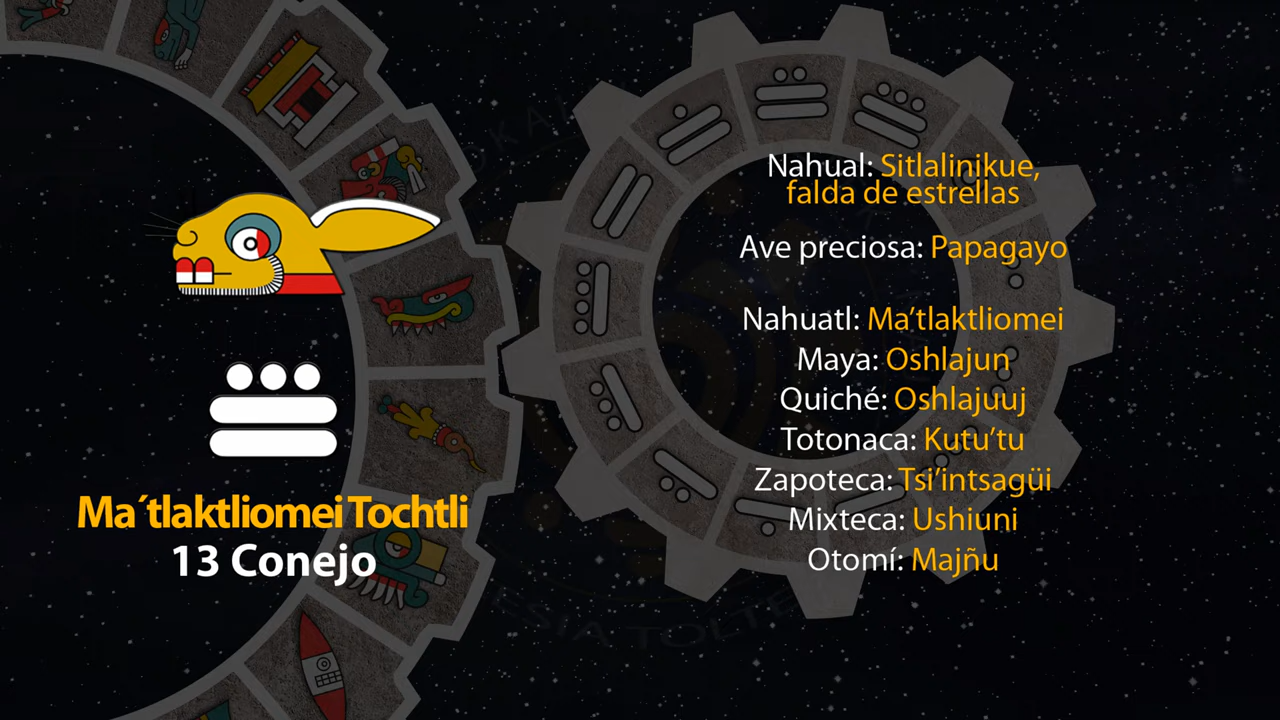 Ma´tlaktliomei Tochtli
13 Conejo
Nahual: Sitlalinikue,
falda de estrellas
Ave preciosa: Papagayo
Nahuatl: Ma’tlaktliomei
Maya: Oshlajun
Quiché: Oshlajuuj
Totonaca: Kutu’tu
Zapoteca: Tsi’intsagüi
Mixteca: Ushiuni
Otomí: Majñu